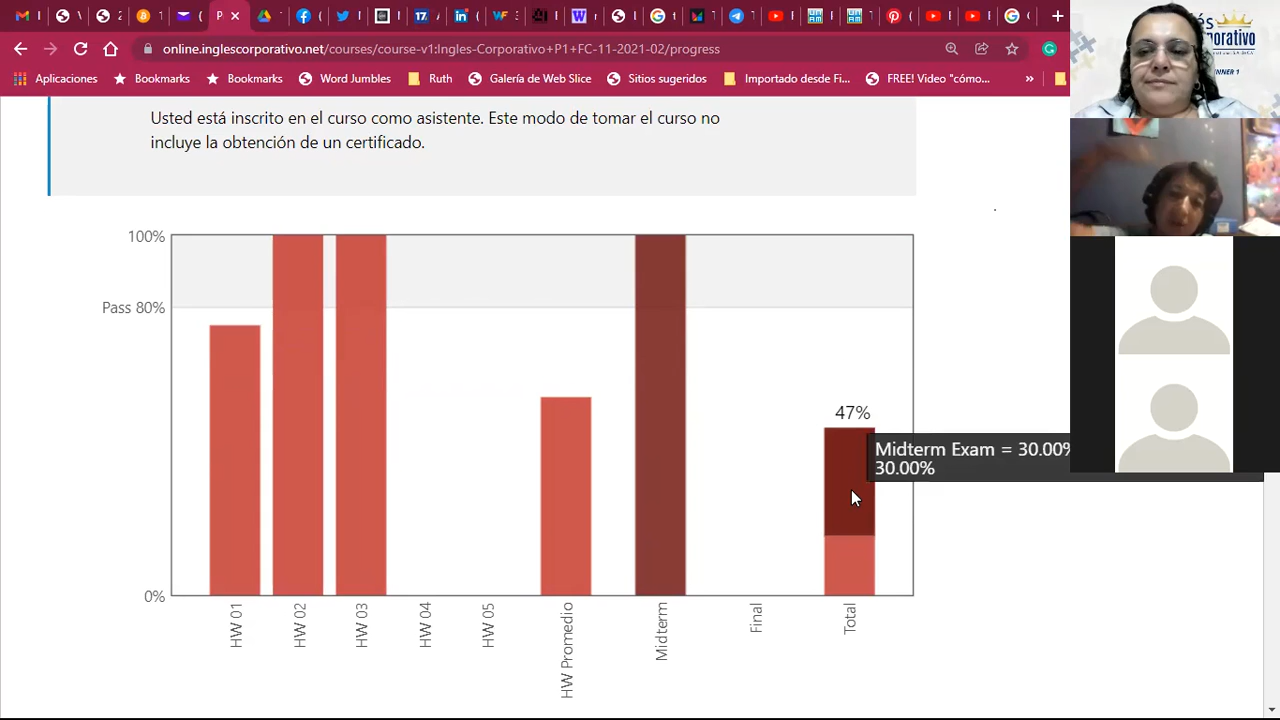 online.inglescorporativo.net/courses/course-v1:Ingles-Corporativo+P1+FC-11-2021-02/progress
Aplicaciones
Bookmarks
Bookmarks
Word Jumbles
Ruth
Galería de Web Slice
Sitios sugeridos
Importado desde Fi...
FREE! Video "cómo...
»
Usted está inscrito en el curso como asistente. Este modo de tomar el curso no
incluye la obtención de un certificado.
100%
Pass 80%
0%
47%
Midterm Exam = 30.00%
30.00%
HW 01
HW 02
HW 03
HW 04
HW 05
HW Promedio
Midterm
Final
Total